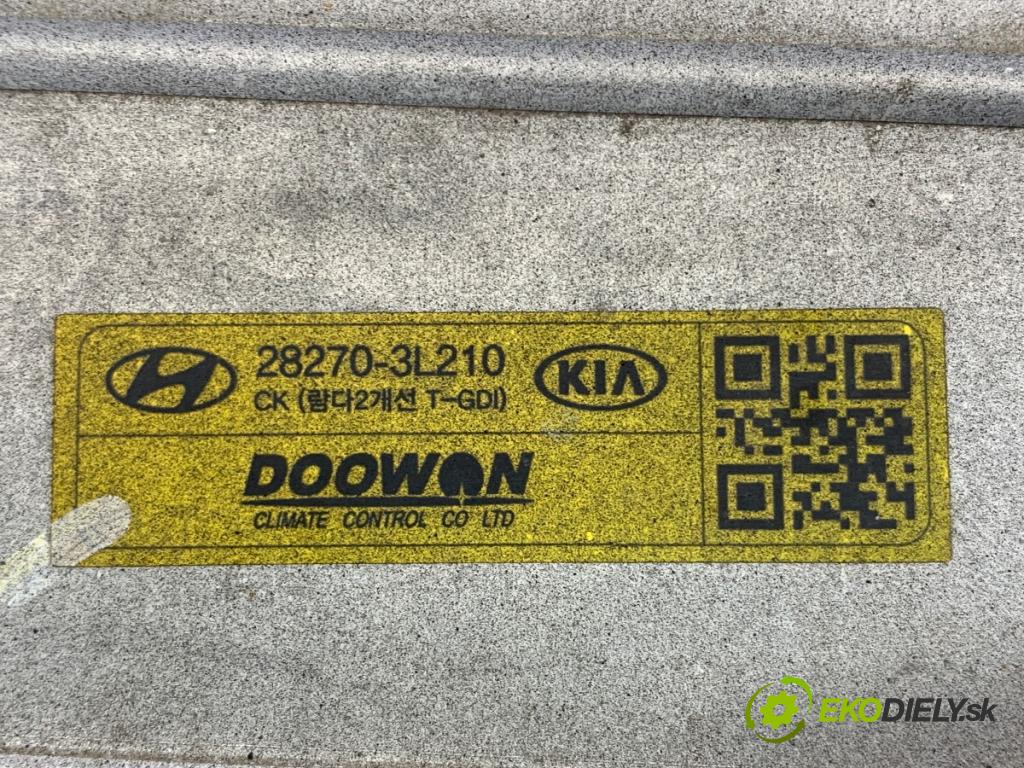 28270-3L210
KIA
CK (람다2개선 T-GDI)
DOOWON
CLIMATE CONTROL CO LTD
EKODIELY.sk